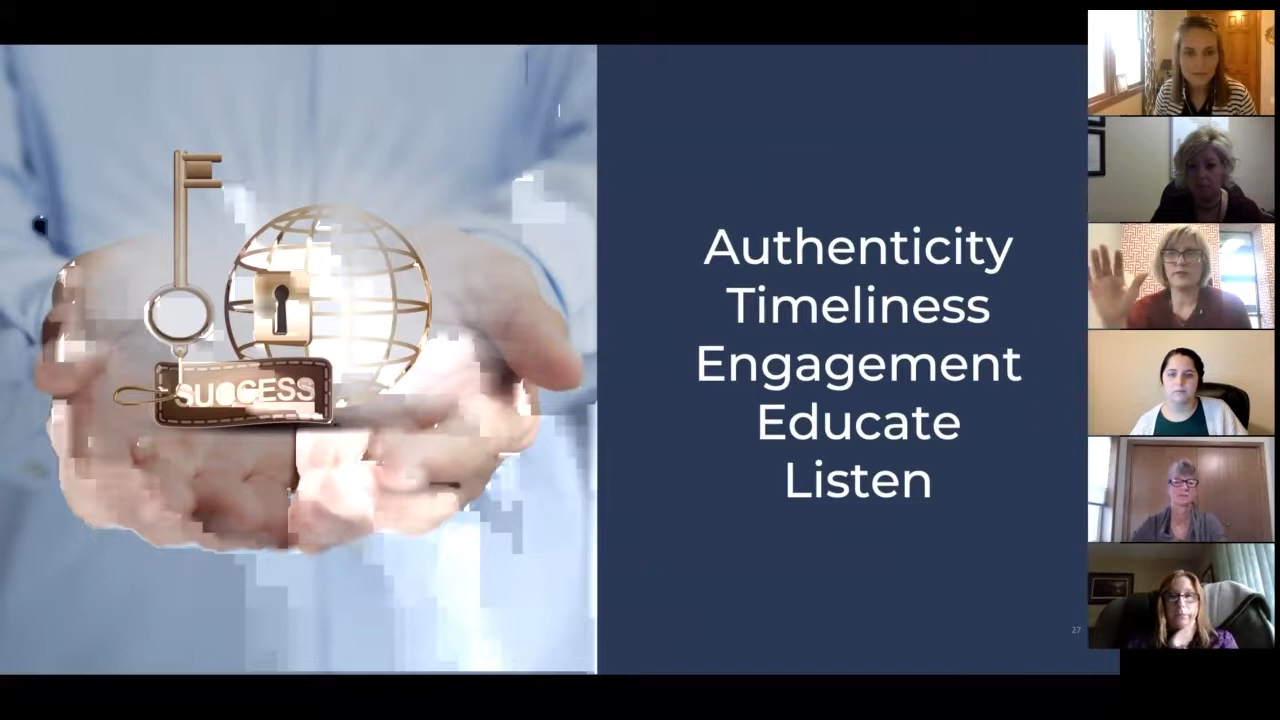 SUCCESS
Authenticity
Timeliness
Engagement
Educate
Listen
27